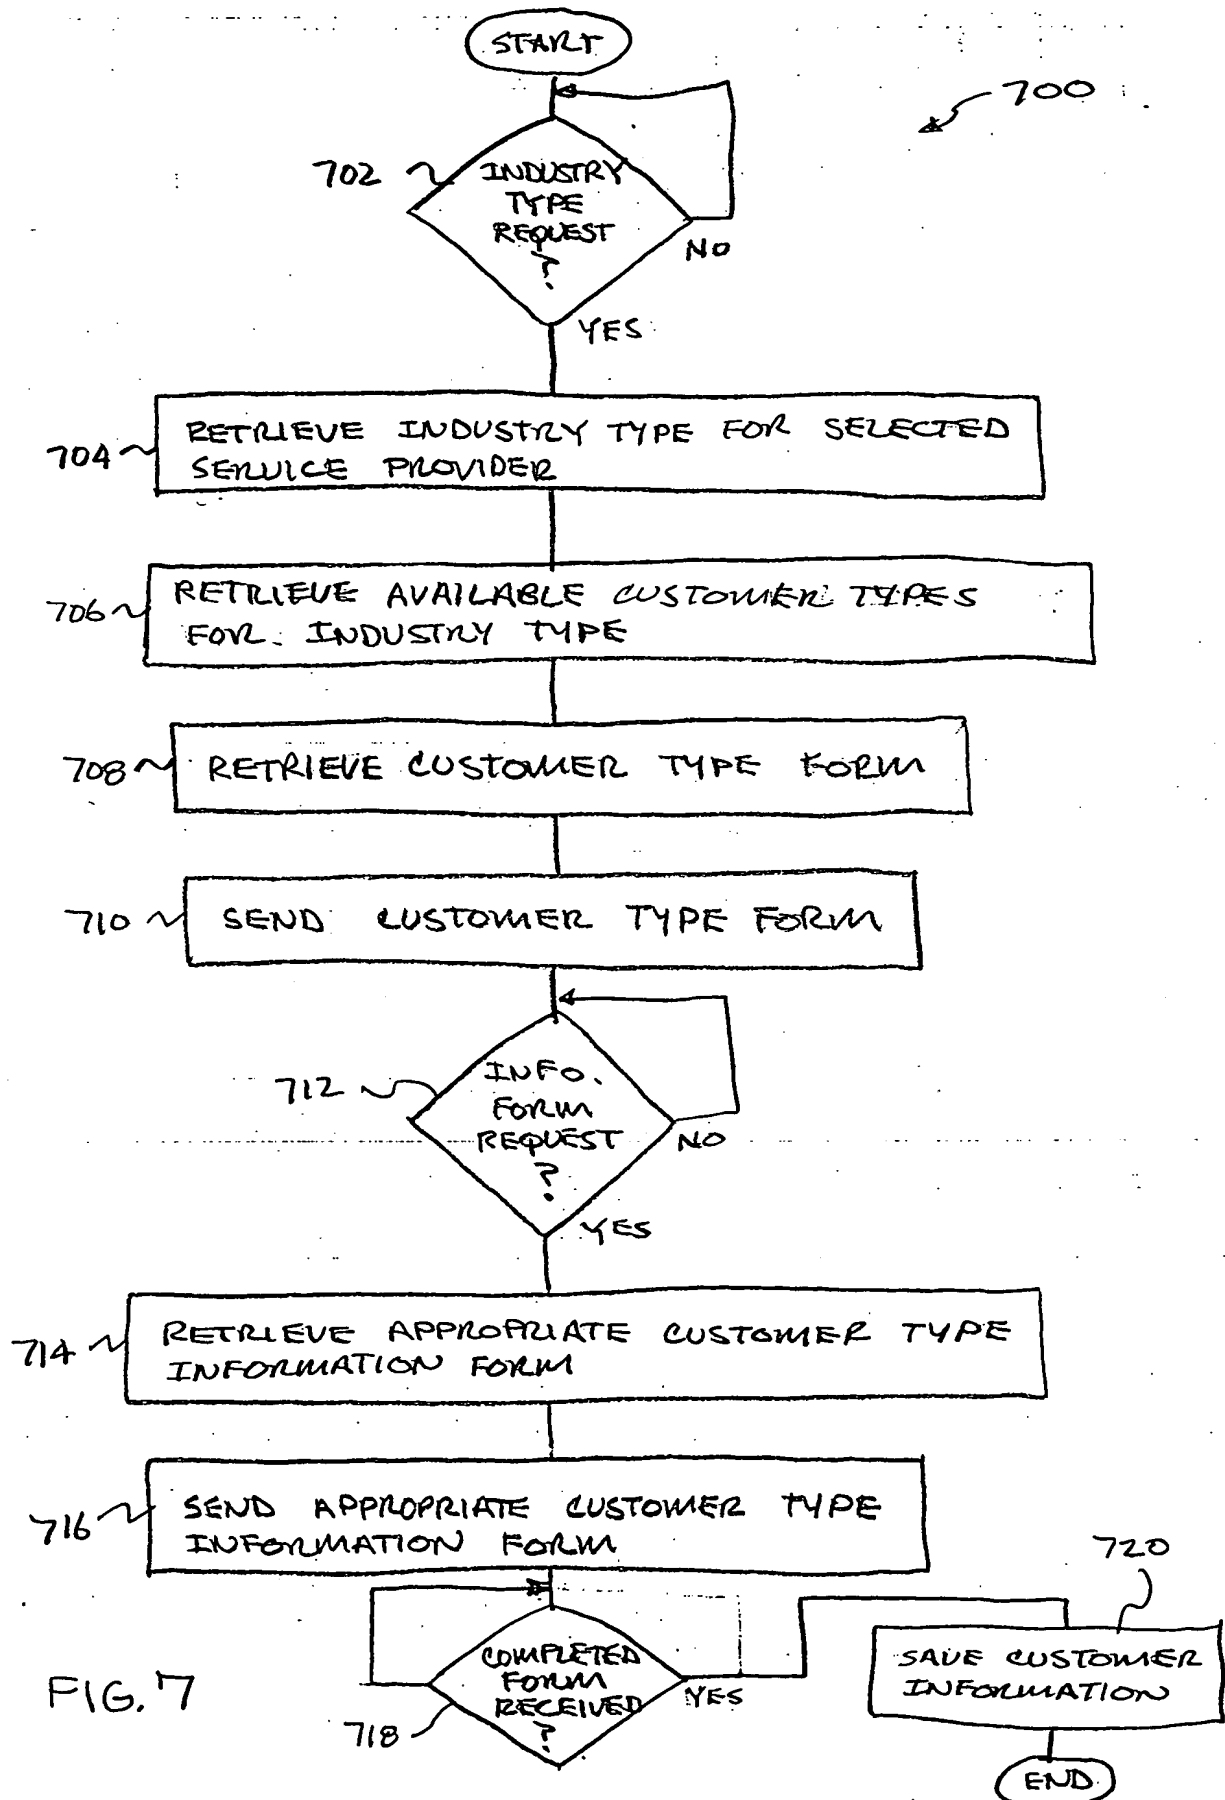 START
700
702
INDUSTRY
TYPE
REQUEST
?
NO
YES
704
RETRIEVE INDUSTRY TYPE FOR SELECTED
SERVICE PROVIDER
706
RETRIEVE AVAILABLE CUSTOMER TYPES
FOR INDUSTRY TYPE
708
RETRIEVE CUSTOMER TYPE FORM
710
SEND CUSTOMER TYPE FORM
712
INFO.
FORM
REQUEST
?
NO
YES
714
RETRIEVE APPROPRIATE CUSTOMER TYPE
INFORMATION FORM
716
SEND APPROPRIATE CUSTOMER TYPE
INFORMATION FORM
718
COMPLETED
FORM
RECEIVED
?
YES
720
SAVE CUSTOMER
INFORMATION
END
FIG. 7